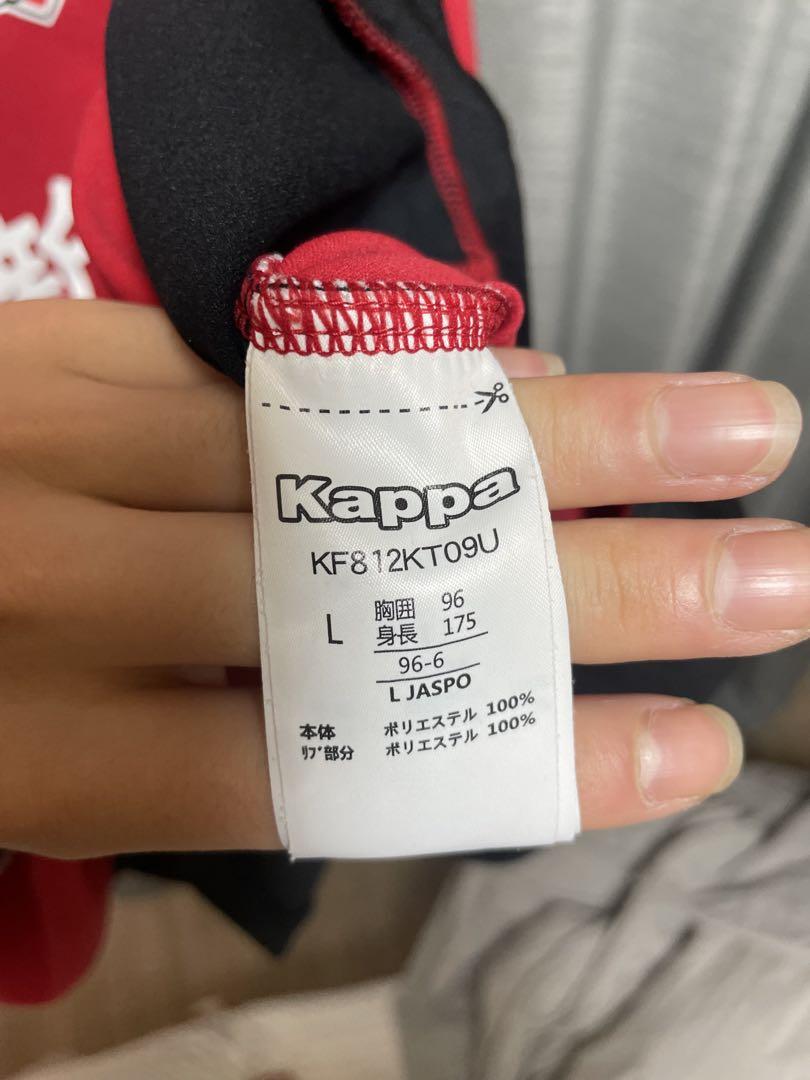 Kappa
KF812KT09U
L 胸囲 96
身長 175
96-6
L JASPO
本体 ポリエステル 100%
ﾘﾌﾞ部分 ポリエステル 100%